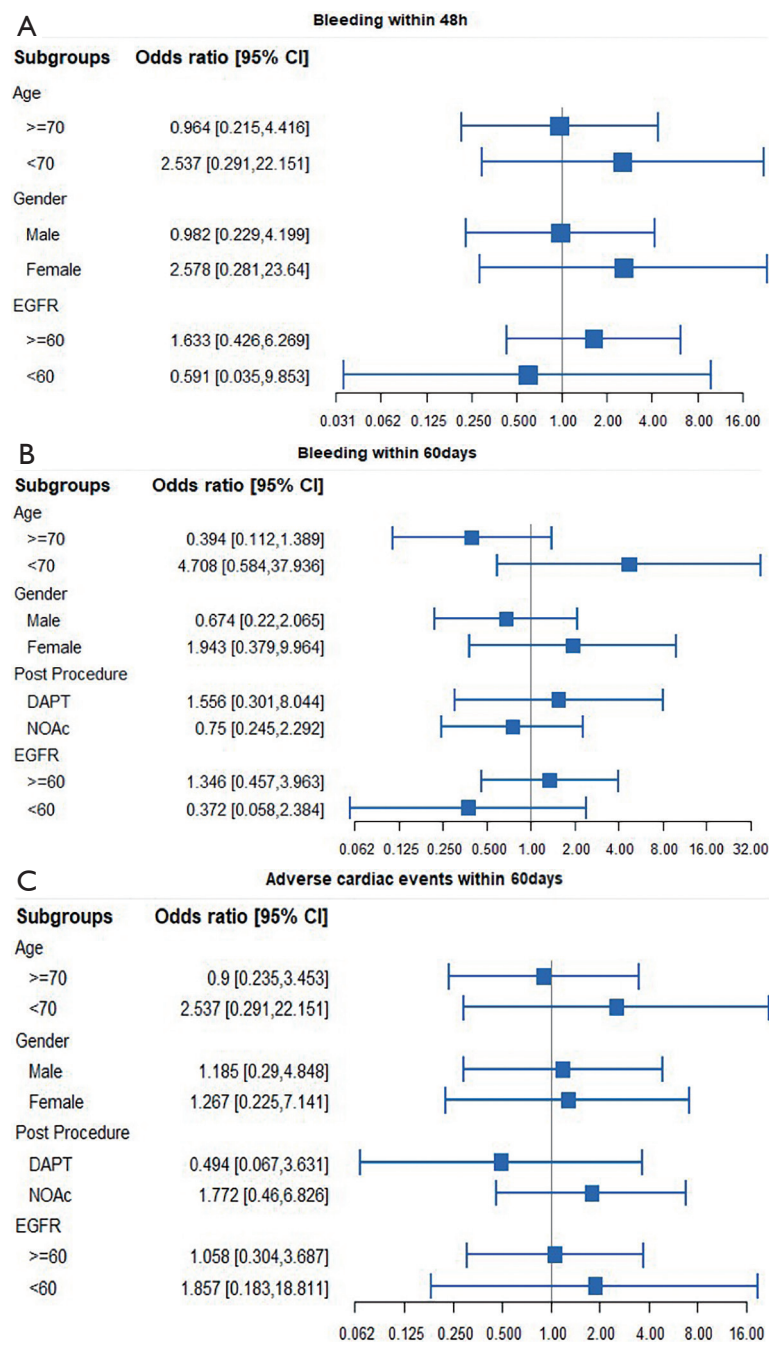 A
Bleeding within 48h
Subgroups Odds ratio [95% CI]
Age
>=70 0.964 [0.215,4.416]
<70 2.537 [0.291,22.151]
Gender
Male 0.982 [0.229,4.199]
Female 2.578 [0.281,23.64]
EGFR
>=60 1.633 [0.426,6.269]
<60 0.591 [0.035,9.853]
0.031 0.062 0.125 0.250 0.500 1.00 2.00 4.00 8.00 16.00
B
Bleeding within 60days
Subgroups Odds ratio [95% CI]
Age
>=70 0.394 [0.112,1.389]
<70 4.708 [0.584,37.936]
Gender
Male 0.674 [0.22,2.065]
Female 1.943 [0.379,9.964]
Post Procedure
DAPT 1.556 [0.301,8.044]
NOAc 0.75 [0.245,2.292]
EGFR
>=60 1.346 [0.457,3.963]
<60 0.372 [0.058,2.384]
0.062 0.125 0.250 0.500 1.00 2.00 4.00 8.00 16.00 32.00
C
Adverse cardiac events within 60days
Subgroups Odds ratio [95% CI]
Age
>=70 0.9 [0.235,3.453]
<70 2.537 [0.291,22.151]
Gender
Male 1.185 [0.29,4.848]
Female 1.267 [0.225,7.141]
Post Procedure
DAPT 0.494 [0.067,3.631]
NOAc 1.772 [0.46,6.826]
EGFR
>=60 1.058 [0.304,3.687]
<60 1.857 [0.183,18.811]
0.062 0.125 0.250 0.500 1.00 2.00 4.00 8.00 16.00